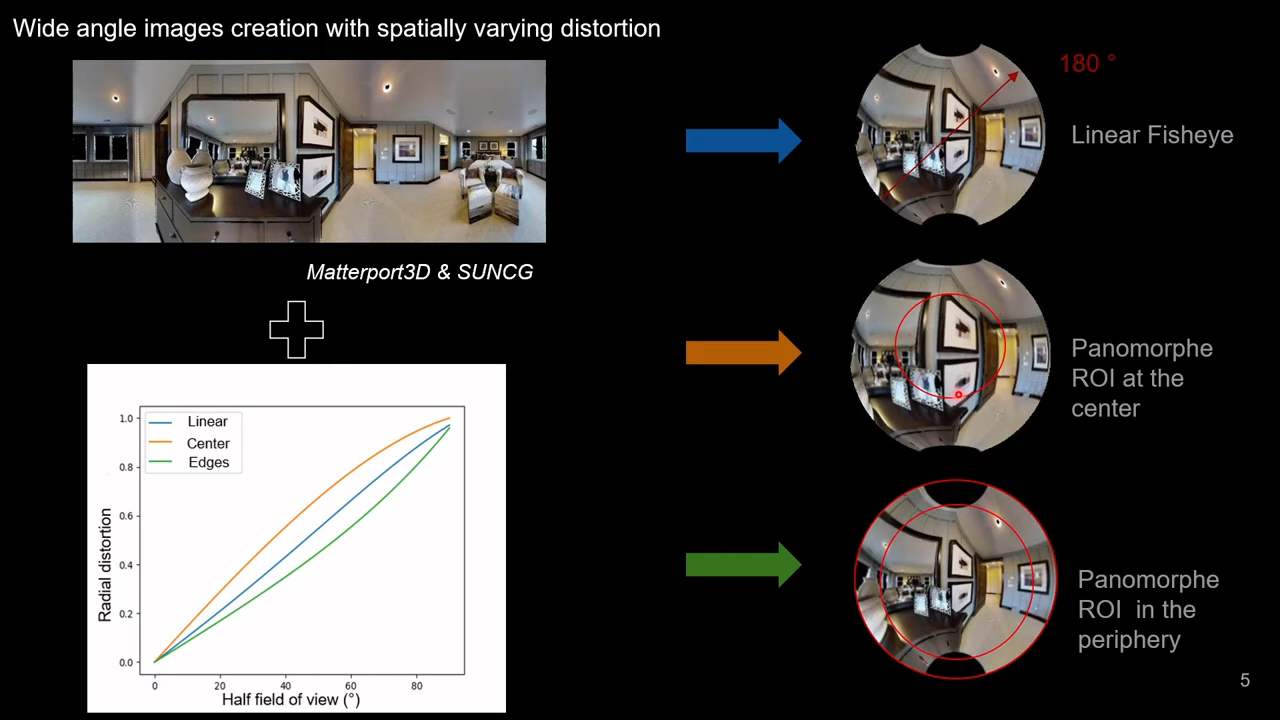 Wide angle images creation with spatially varying distortion
180 °
Linear Fisheye
Matterport3D & SUNCG
Panomorphe
ROI at the
center
Linear
Center
Edges
1.0
0.8
0.6
0.4
0.2
0.0
Radial distortion
0
20
40
60
80
Half field of view (°)
Panomorphe
ROI in the
periphery
5